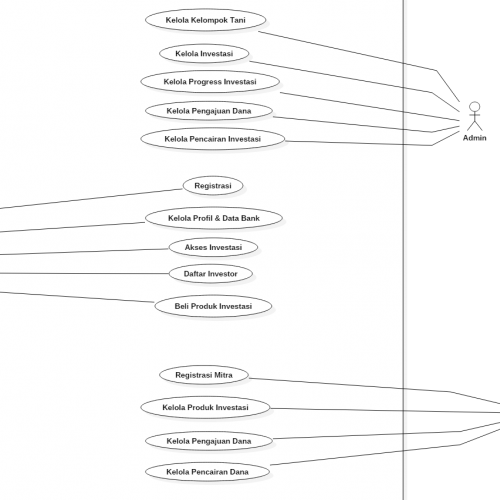 Kelola Kelompok Tani
Kelola Investasi
Kelola Progress Investasi
Kelola Pengajuan Dana
Kelola Pencairan Investasi
Admin
Registrasi
Kelola Profil & Data Bank
Akses Investasi
Daftar Investor
Beli Produk Investasi
Registrasi Mitra
Kelola Produk Investasi
Kelola Pengajuan Dana
Kelola Pencairan Dana